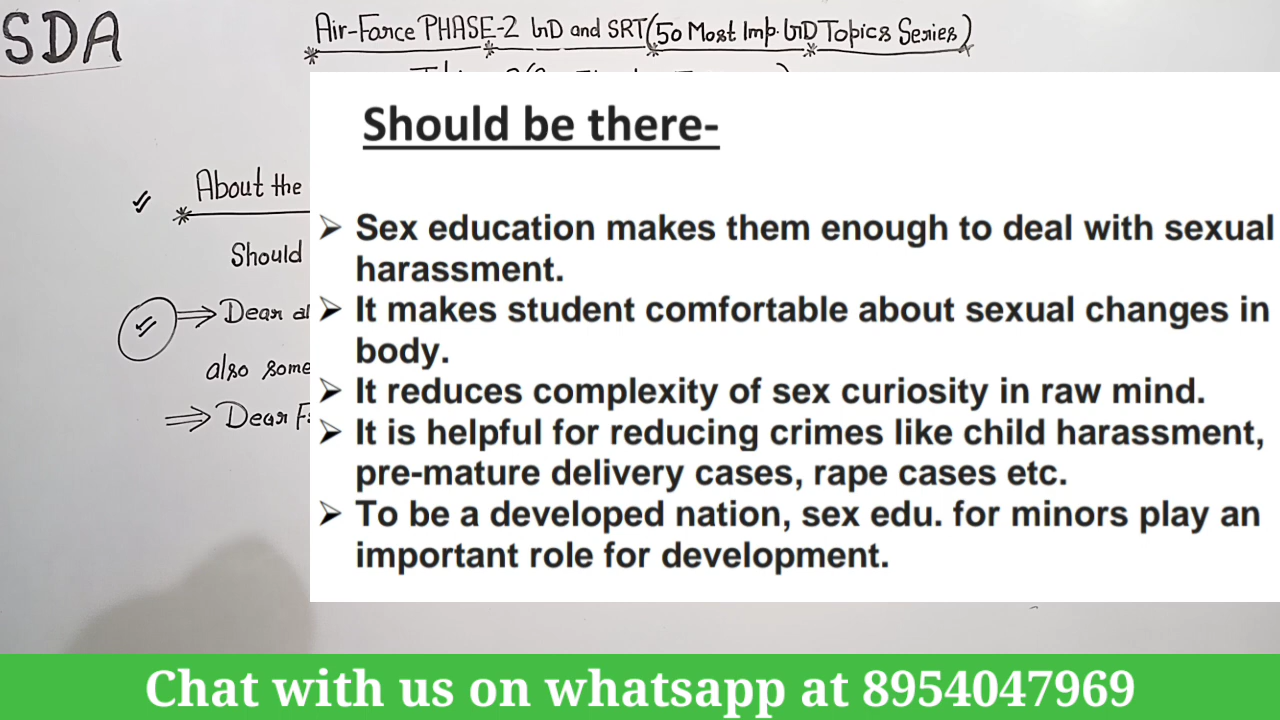 SDA
Air-Force PHASE-2 GD and SRT(50 Most Imp. GD Topics Series)
Should be there-
About the
Should
Dear
also some
Dear
➢ Sex education makes them enough to deal with sexual
harassment.
➢ It makes student comfortable about sexual changes in
body.
➢ It reduces complexity of sex curiosity in raw mind.
➢ It is helpful for reducing crimes like child harassment,
pre-mature delivery cases, rape cases etc.
➢ To be a developed nation, sex edu. for minors play an
important role for development.
Chat with us on whatsapp at 8954047969